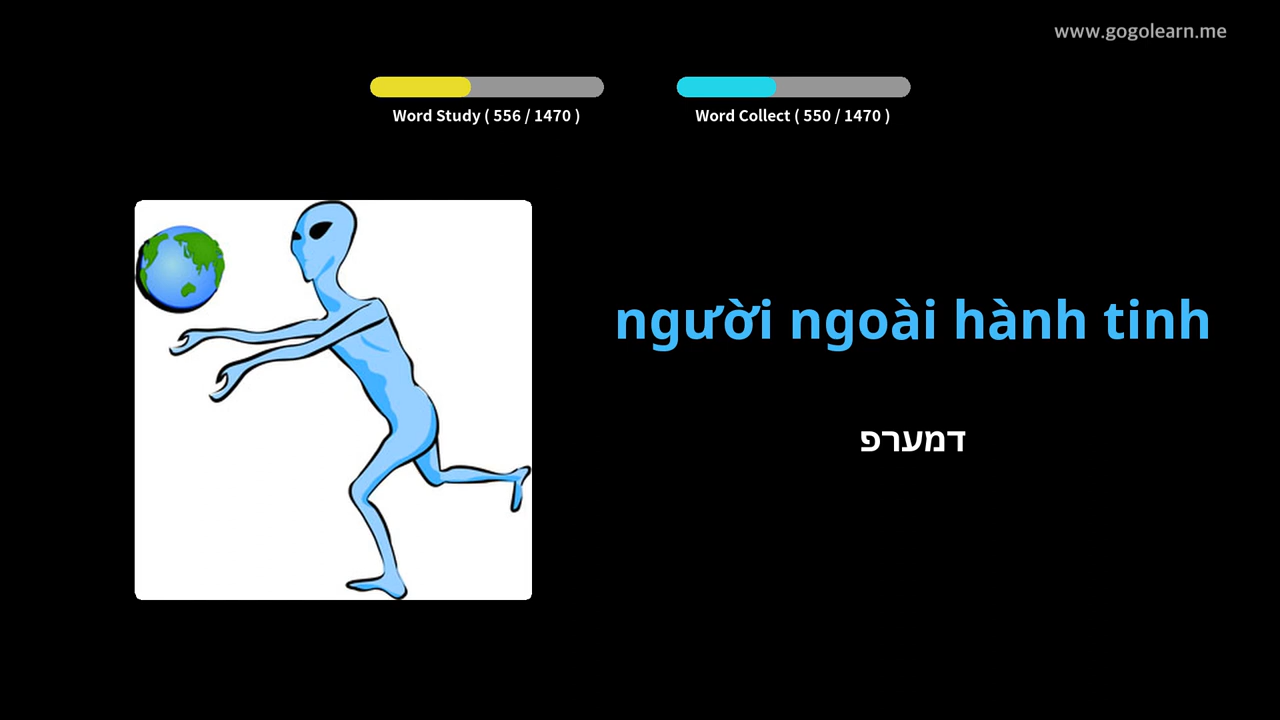 www.gogolearn.me
Word Study ( 556 / 1470 )
Word Collect ( 550 / 1470 )
người ngoài hành tinh
דמערפ